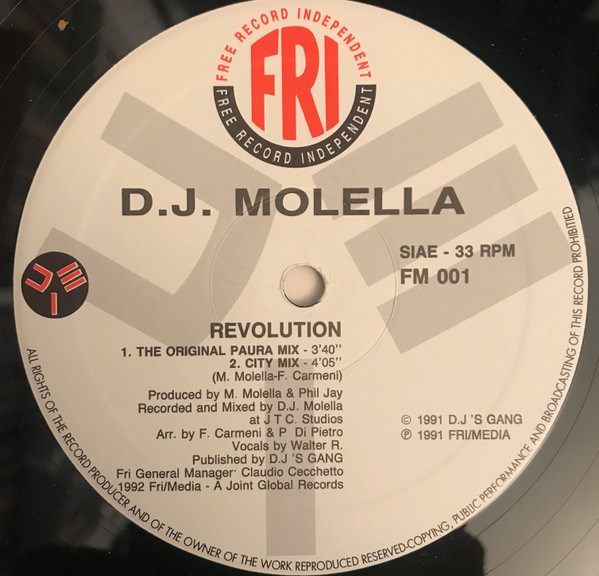 FREE RECORD INDEPENDENT
FRI
FREE RECORD INDEPENDENT
D.J. MOLELLA
SIAE - 33 RPM
FM 001
REVOLUTION
1. THE ORIGINAL PAURA MIX - 3'40"
2. CITY MIX - 4'05"
(M. Molella-F. Carmeni)
Produced by M. Molella & Phil Jay
Recorded and Mixed by D.J. Molella
at J T C. Studios
Arr. by F. Carmeni & P. Di Pietro
Vocals by Walter R.
Published by D.J 'S GANG
Fri General Manager: Claudio Cecchetto
1992 Fri/Media - A Joint Global Records
© 1991 D.J 'S GANG
℗ 1991 FRI/MEDIA
ALL RIGHTS OF THE RECORD PRODUCER AND OF THE OWNER OF THE WORK REPRODUCED RESERVED-COPYING, PUBLIC PERFORMANCE AND BROADCASTING OF THIS RECORD PROHIBITED